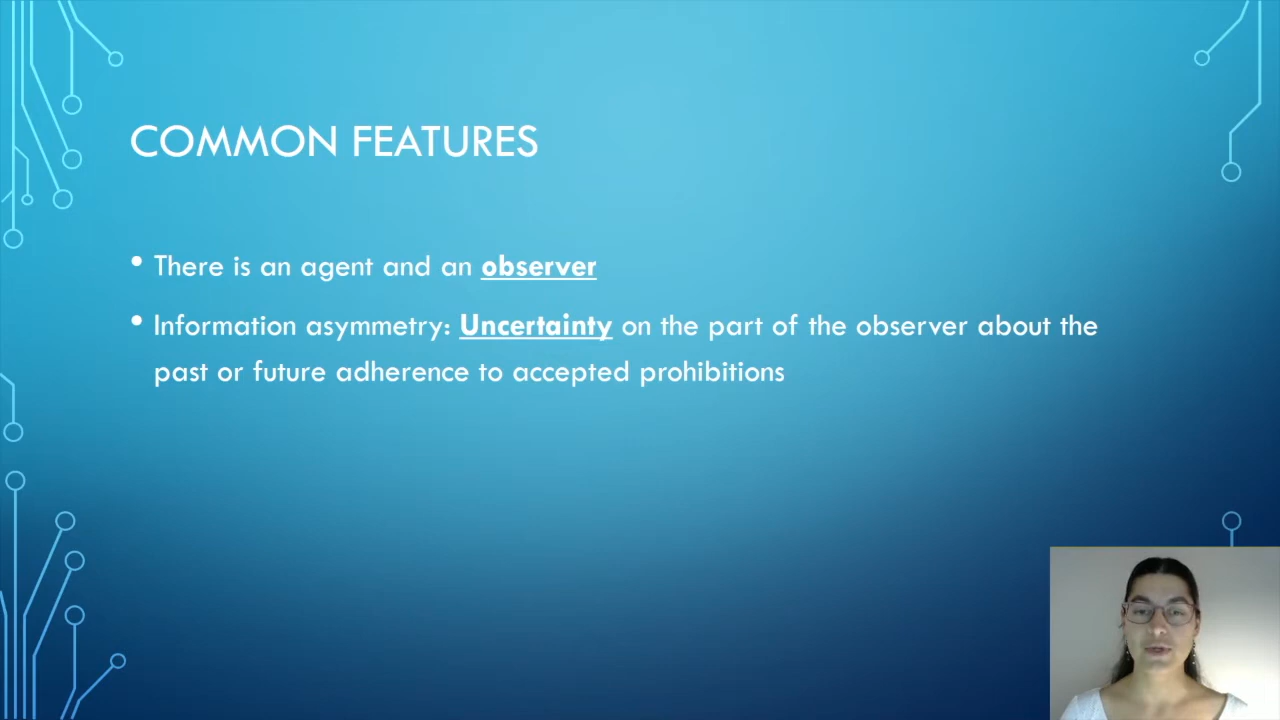 COMMON FEATURES
• There is an agent and an observer
• Information asymmetry: Uncertainty on the part of the observer about the
past or future adherence to accepted prohibitions